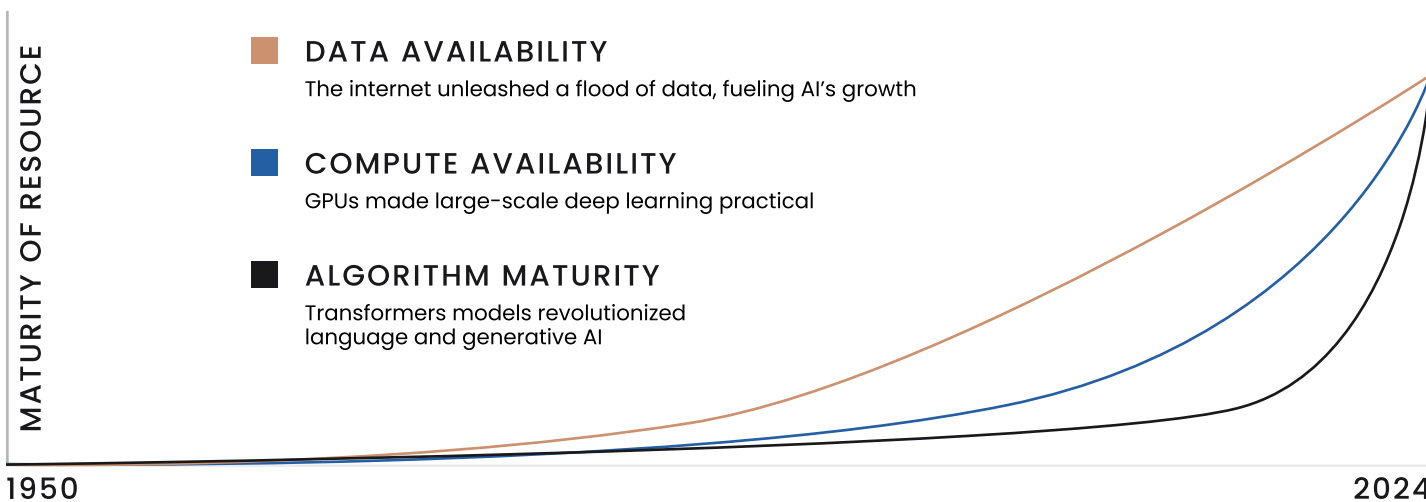 MATURITY OF RESOURCE
DATA AVAILABILITY
The internet unleashed a flood of data, fueling AI’s growth
COMPUTE AVAILABILITY
GPUs made large-scale deep learning practical
ALGORITHM MATURITY
Transformers models revolutionized
language and generative AI
1950
2024